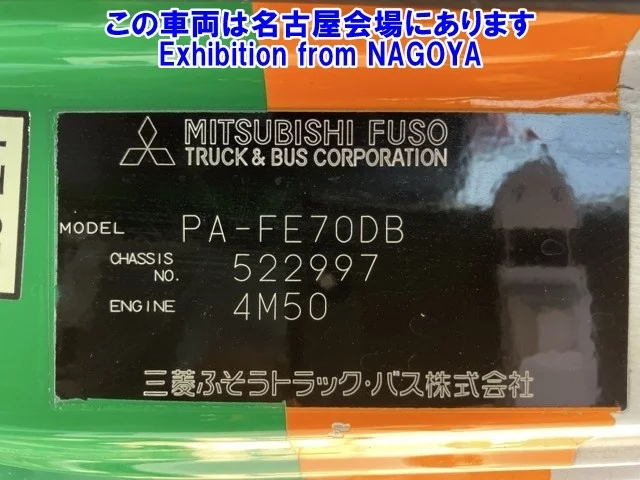 この車両は名古屋会場にあります
Exhibition from NAGOYA
MITSUBISHI FUSO
TRUCK & BUS CORPORATION
MODEL PA-FE70DB
CHASSIS NO. 522997
ENGINE 4M50
三菱ふそうトラック・バス株式会社